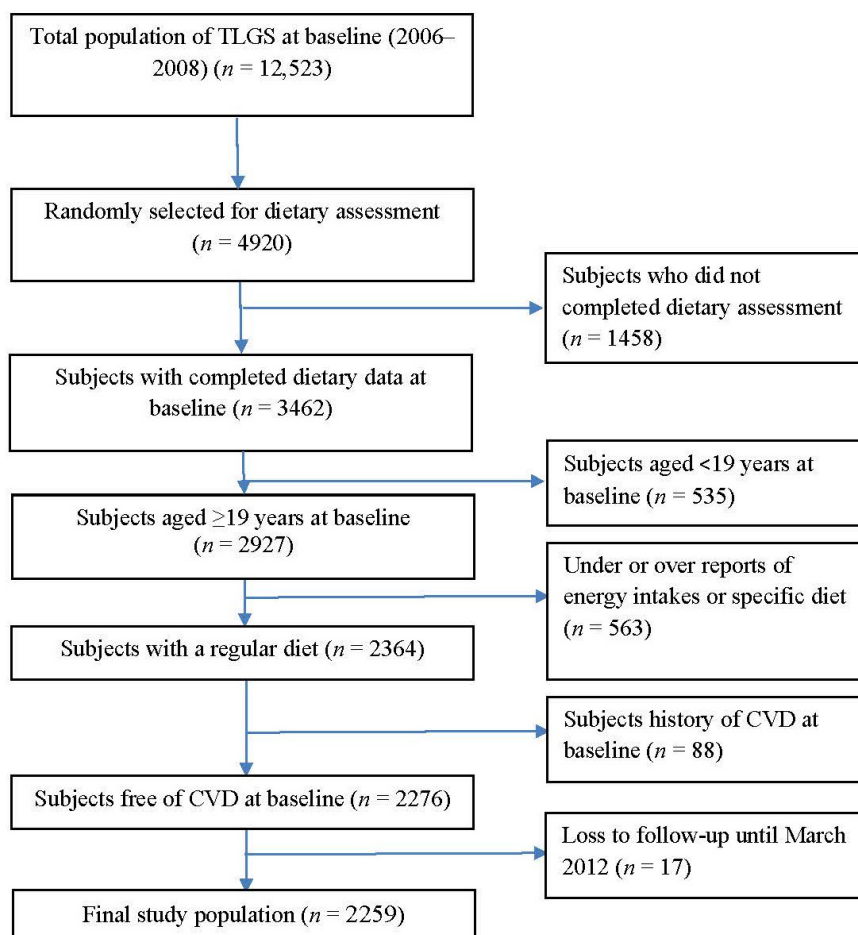 Total population of TLGS at baseline (2006–
2008) (n = 12,523)
Randomly selected for dietary assessment
(n = 4920)
Subjects who did not
completed dietary assessment
(n = 1458)
Subjects with completed dietary data at
baseline (n = 3462)
Subjects aged <19 years at
baseline (n = 535)
Subjects aged ≥19 years at baseline
(n = 2927)
Under or over reports of
energy intakes or specific diet
(n = 563)
Subjects with a regular diet (n = 2364)
Subjects history of CVD at
baseline (n = 88)
Subjects free of CVD at baseline (n = 2276)
Loss to follow-up until March
2012 (n = 17)
Final study population (n = 2259)